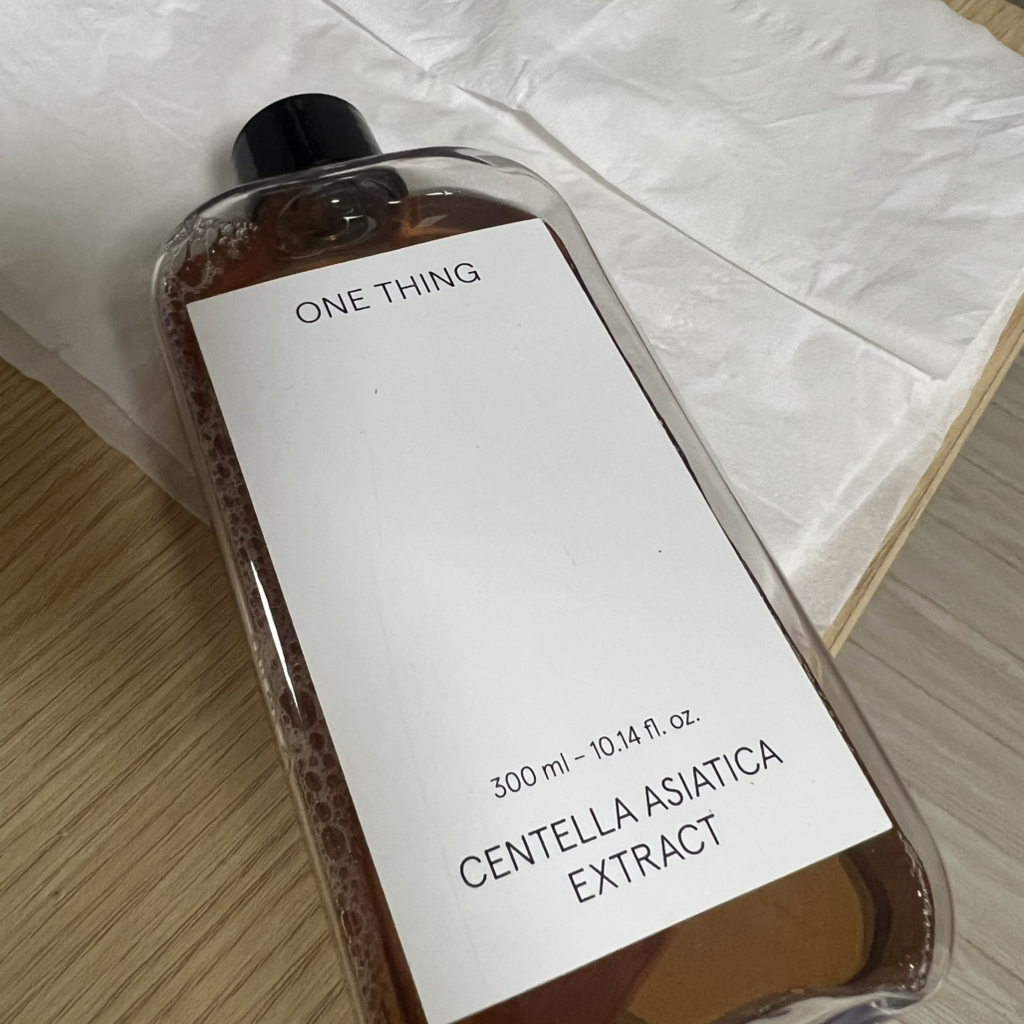 ONE THING
300 ml – 10.14 fl. oz.
CENTELLA ASIATICA
EXTRACT